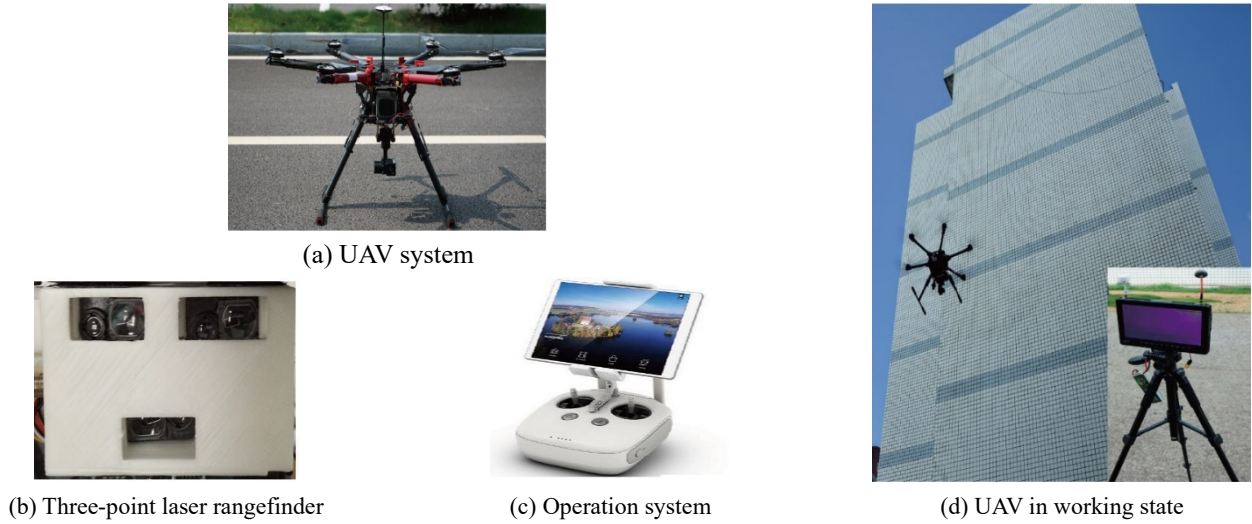 (a) UAV system
(b) Three-point laser rangefinder
(c) Operation system
(d) UAV in working state